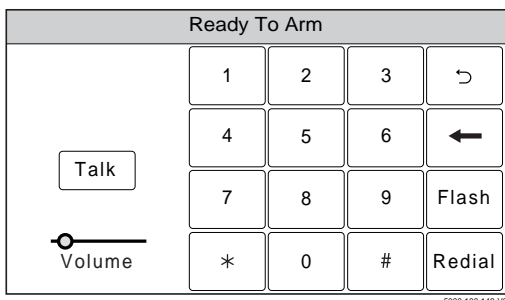 Ready To Arm
1 2 3
4 5 6
Talk
7 8 9 Flash
Volume
* 0 # Redial